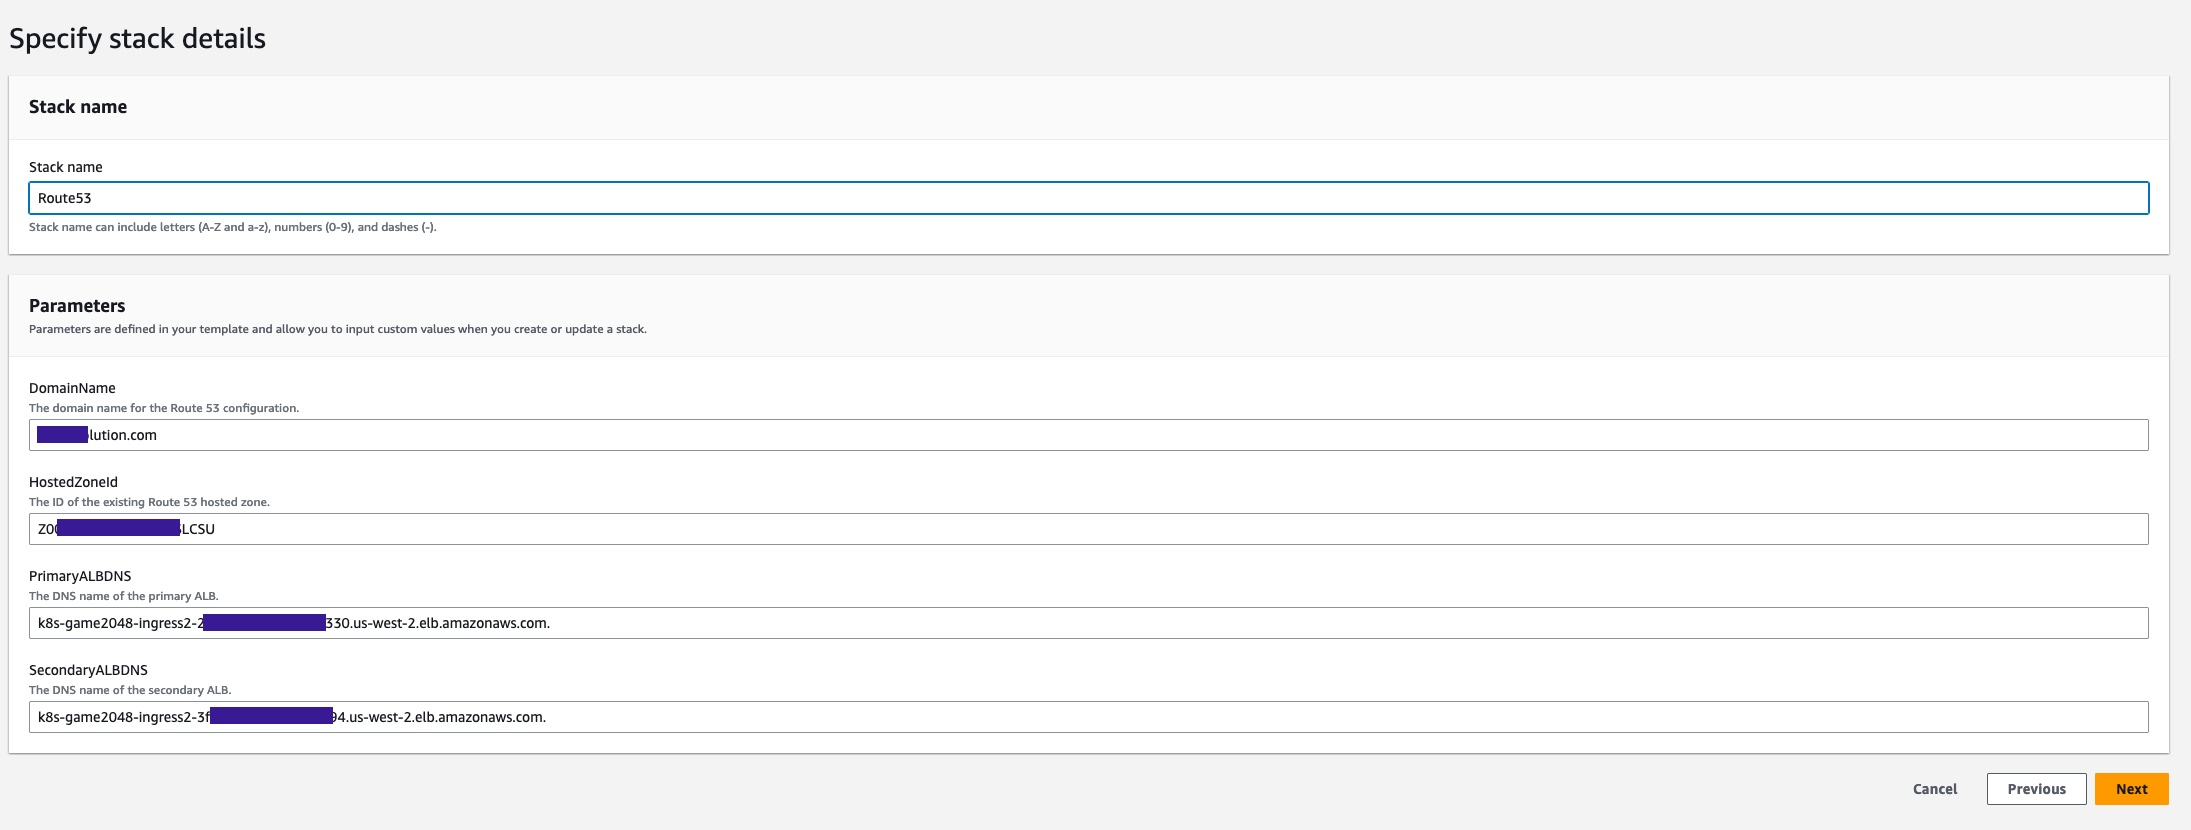 Specify stack details
Stack name
Stack name
Route53
Stack name can include letters (A-Z and a-z), numbers (0-9), and dashes (-).
Parameters
Parameters are defined in your template and allow you to input custom values when you create or update a stack.
DomainName
The domain name for the Route 53 configuration.
lution.com
HostedZoneId
The ID of the existing Route 53 hosted zone.
Z00 LCSU
PrimaryALBDNS
The DNS name of the primary ALB.
k8s-game2048-ingress2-2 330.us-west-2.elb.amazonaws.com.
SecondaryALBDNS
The DNS name of the secondary ALB.
k8s-game2048-ingress2-3f 94.us-west-2.elb.amazonaws.com.
Cancel
Previous
Next